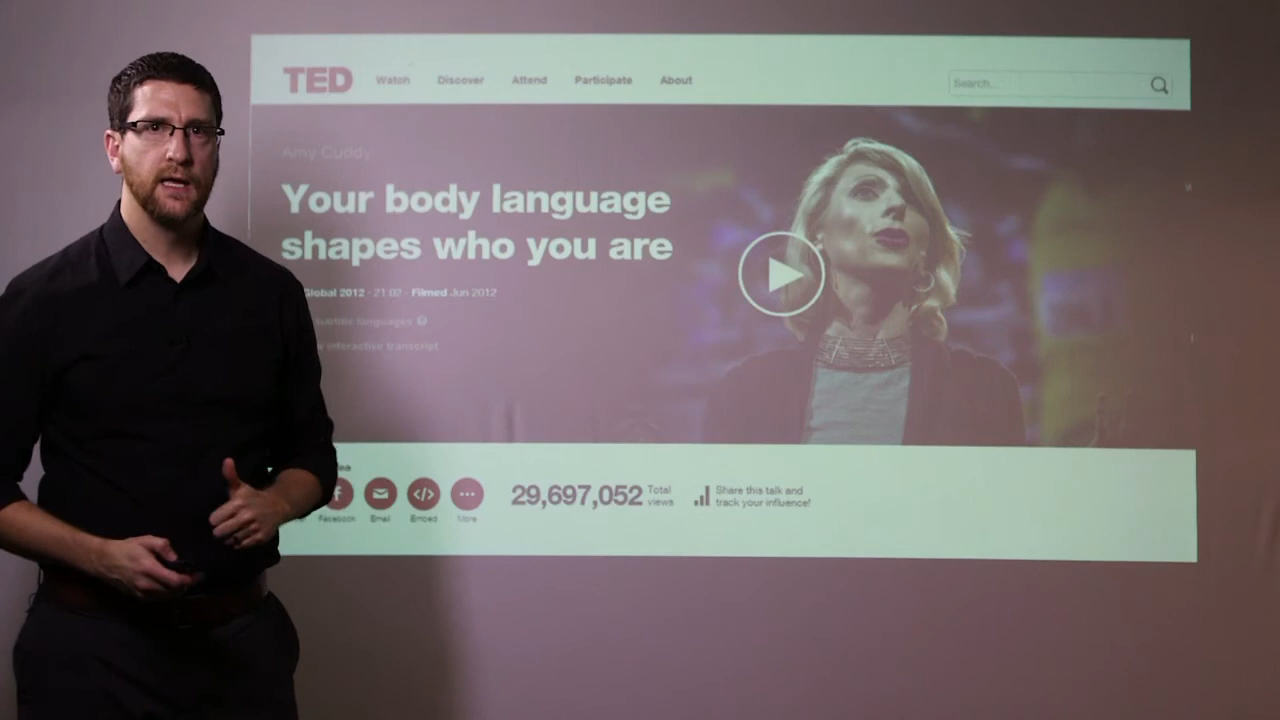 TED Watch Discover Attend Participate About Search...
Amy Cuddy
Your body language
shapes who you are
Global 2012 · 21:02 · Filmed Jun 2012
subtitle languages
interactive transcript
Facebook Email Embed More
29,697,052 Total views
Share this talk and
track your influence!